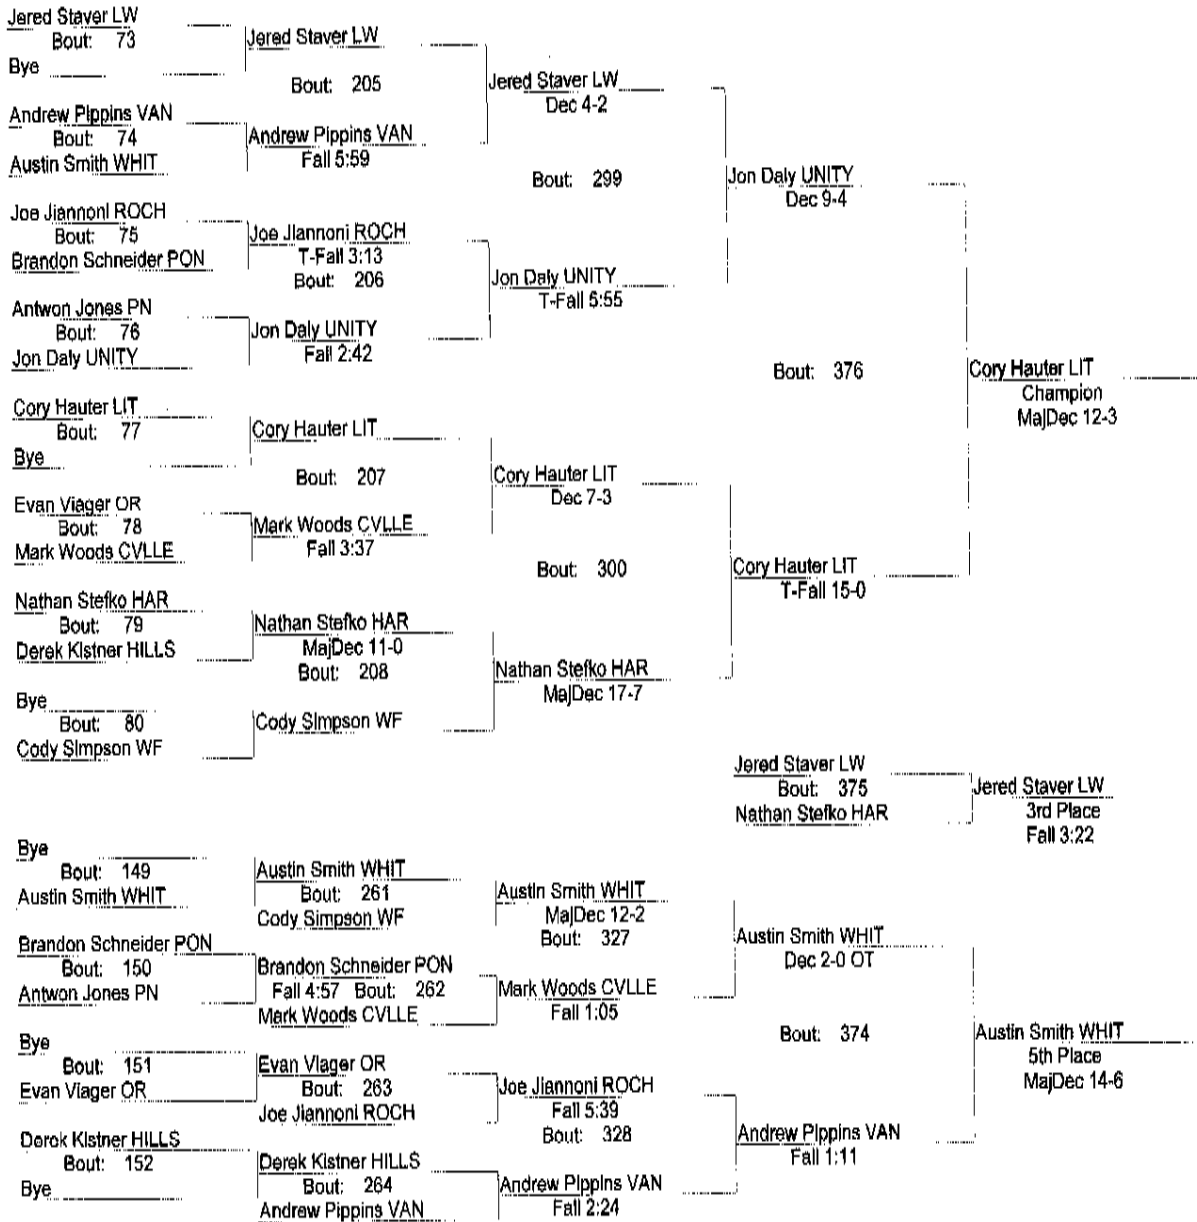 Jered Staver LW
Bout: 73
Bye
Jered Staver LW
Bout: 205
Andrew Pippins VAN
Bout: 74
Austin Smith WHIT
Andrew Pippins VAN
Fall 5:59
Jered Staver LW
Dec 4-2
Bout: 299
Joe Jiannoni ROCH
Bout: 75
Brandon Schneider PON
Joe Jiannoni ROCH
T-Fall 3:13
Bout: 206
Antwon Jones PN
Bout: 76
Jon Daly UNITY
Jon Daly UNITY
Fall 2:42
Jon Daly UNITY
T-Fall 5:55
Jon Daly UNITY
Dec 9-4
Bout: 376
Cory Hauter LIT
Champion
MajDec 12-3
Cory Hauter LIT
Bout: 77
Bye
Cory Hauter LIT
Bout: 207
Evan Viager OR
Bout: 78
Mark Woods CVLLE
Mark Woods CVLLE
Fall 3:37
Cory Hauter LIT
Dec 7-3
Bout: 300
Cory Hauter LIT
T-Fall 15-0
Nathan Stefko HAR
Bout: 79
Derek Kistner HILLS
Nathan Stefko HAR
MajDec 11-0
Bout: 208
Bye
Bout: 80
Cody Simpson WF
Cody Simpson WF
Nathan Stefko HAR
MajDec 17-7
Jered Staver LW
Bout: 375
Nathan Stefko HAR
Jered Staver LW
3rd Place
Fall 3:22
Bye
Bout: 149
Austin Smith WHIT
Austin Smith WHIT
Bout: 261
Cody Simpson WF
Austin Smith WHIT
MajDec 12-2
Bout: 327
Brandon Schneider PON
Bout: 150
Antwon Jones PN
Brandon Schneider PON
Fall 4:57 Bout: 262
Mark Woods CVLLE
Mark Woods CVLLE
Fall 1:05
Austin Smith WHIT
Dec 2-0 OT
Bout: 374
Austin Smith WHIT
5th Place
MajDec 14-6
Bye
Bout: 151
Evan Viager OR
Evan Viager OR
Bout: 263
Joe Jiannoni ROCH
Joe Jiannoni ROCH
Fall 5:39
Bout: 328
Derek Kistner HILLS
Bout: 152
Bye
Derek Kistner HILLS
Bout: 264
Andrew Pippins VAN
Andrew Pippins VAN
Fall 2:24
Andrew Pippins VAN
Fall 1:11